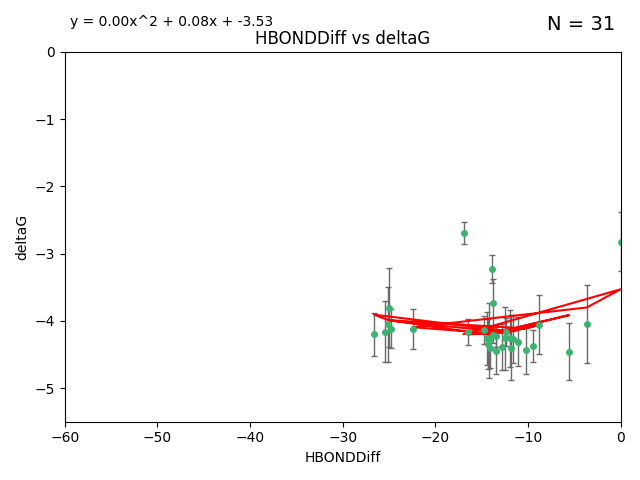 y = 0.00x^2 + 0.08x + -3.53
N = 31
HBONDDiff vs deltaG
0
−1
−2
−3
−4
−5
deltaG
−60 −50 −40 −30 −20 −10 0
HBONDDiff